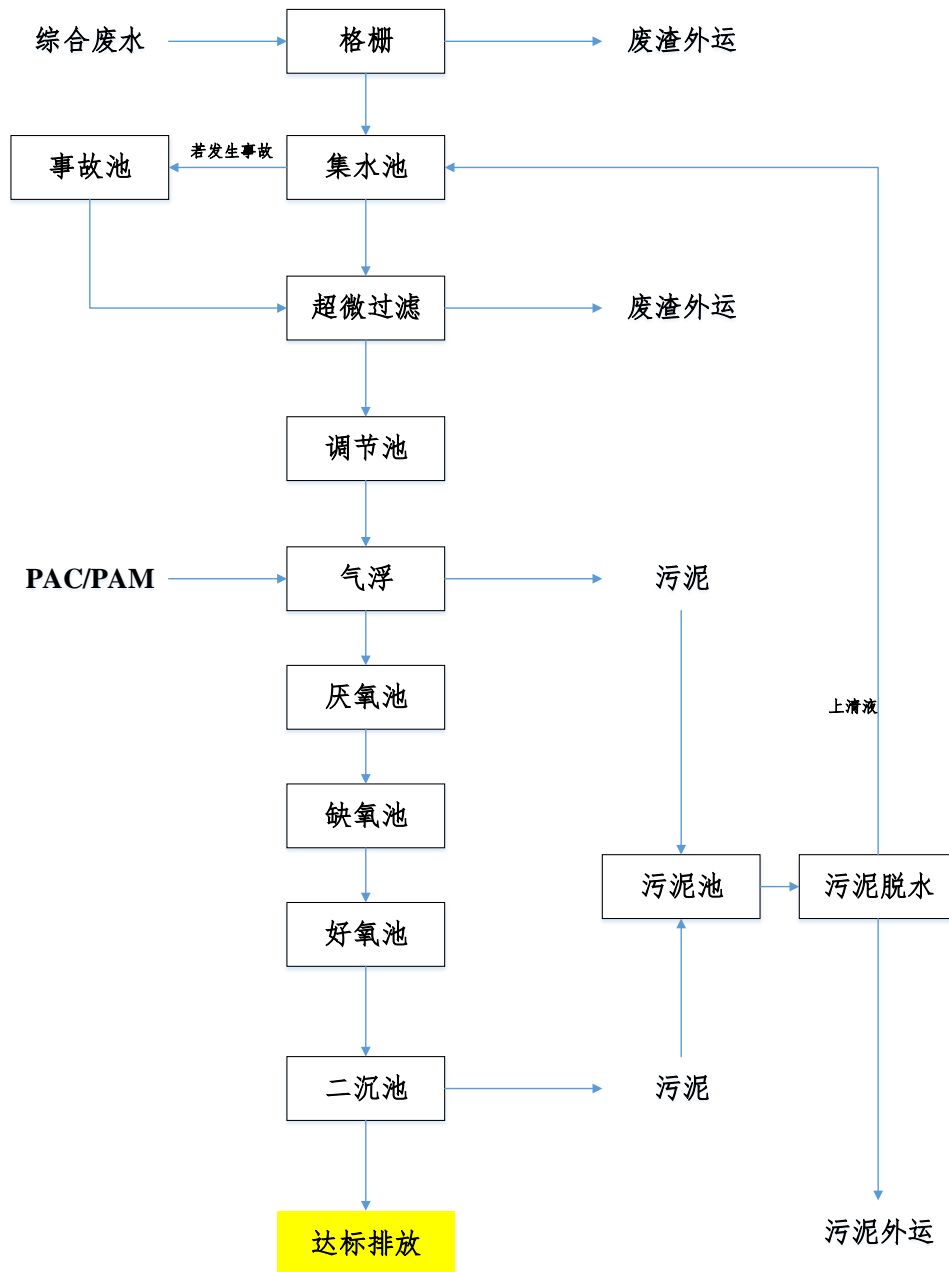 综合废水
格栅
废渣外运
事故池
若发生事故
集水池
超微过滤
废渣外运
调节池
PAC/PAM
气浮
污泥
厌氧池
上清液
缺氧池
污泥池
污泥脱水
好氧池
二沉池
污泥
达标排放
污泥外运